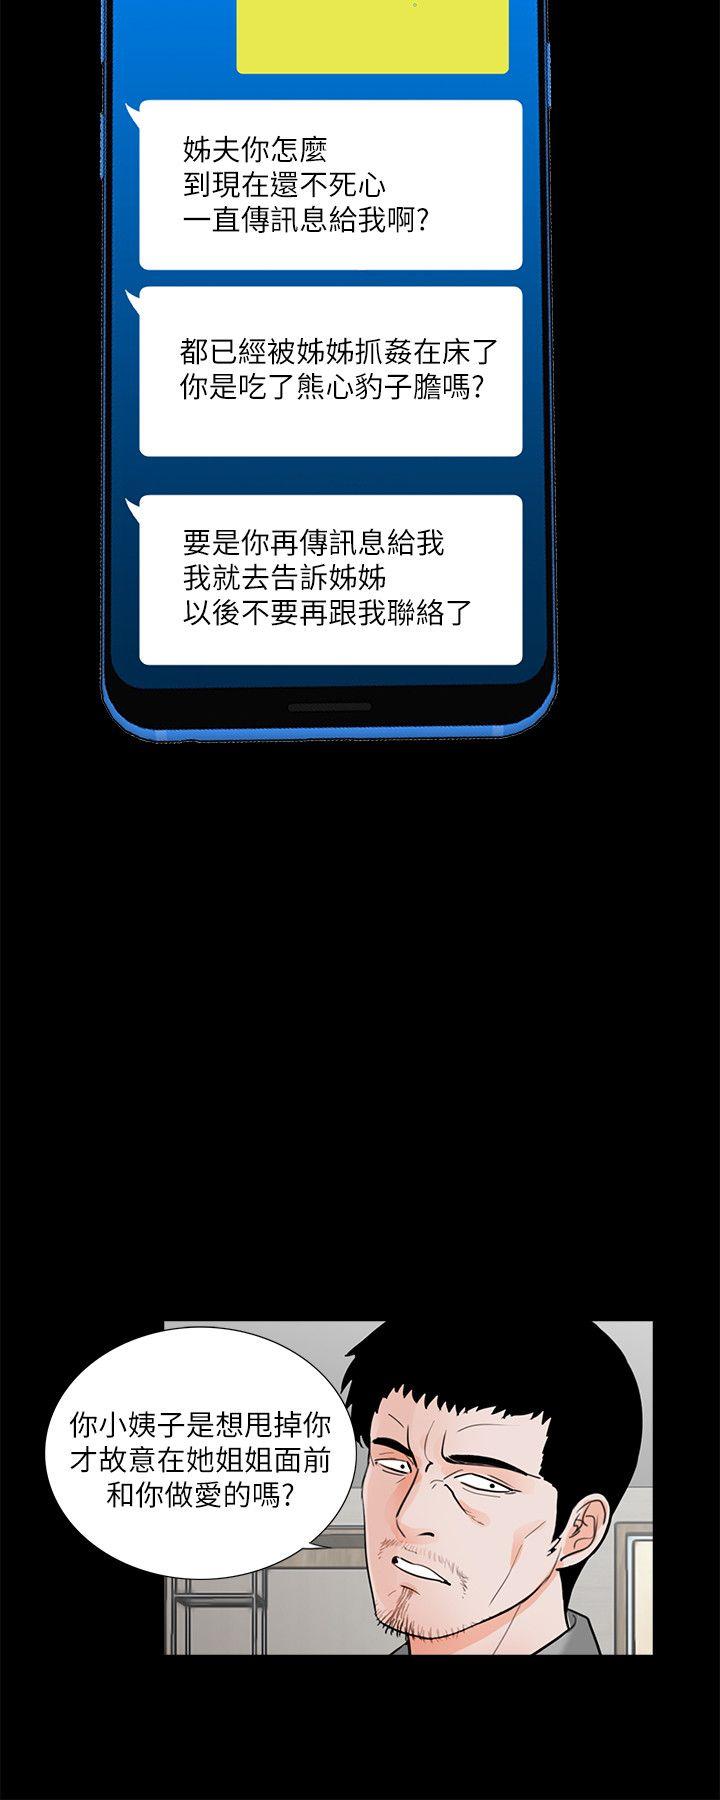 姊夫你怎麼
到現在還不死心
一直傳訊息給我啊?
都已經被姊姊抓姦在床了
你是吃了熊心豹子膽嗎?
要是你再傳訊息給我
我就去告訴姊姊
以後不要再跟我聯絡了
你小姨子是想甩掉你
才故意在她姐姐面前
和你做愛的嗎?